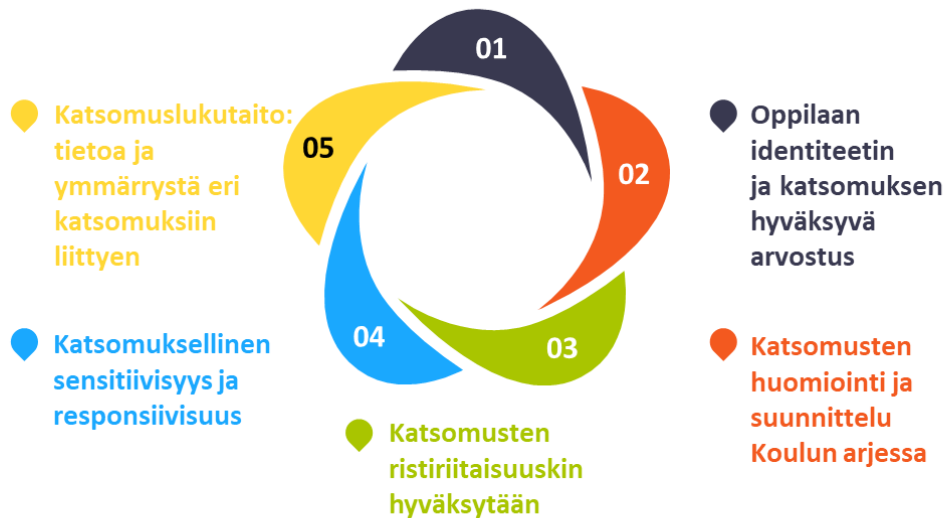 01
02
03
04
05
Oppilaan
identiteetin
ja katsomuksen
hyväksyvä
arvostus
Katsomusten
huomiointi ja
suunnittelu
Koulun arjessa
Katsomusten
ristiriitaisuuskin
hyväksytään
Katsomuksellinen
sensitiivisyys ja
responsiivisuus
Katsomuslukutaito:
tietoa ja
ymmärrystä eri
katsomuksiin
liittyen